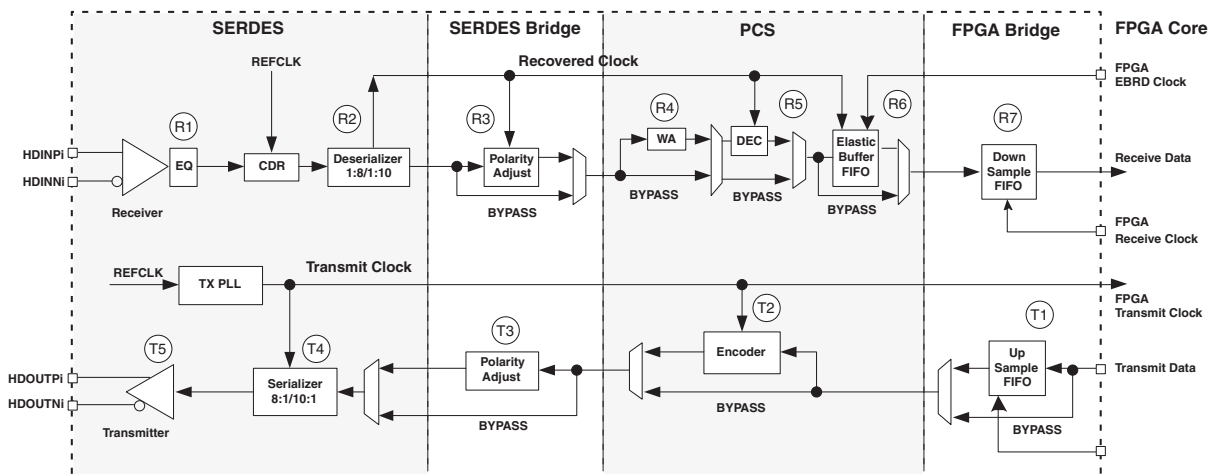 SERDES
SERDES Bridge
PCS
FPGA Bridge
FPGA Core
REFCLK
Recovered Clock
FPGA
EBRD Clock
R1
R2
R3
R4
R5
R6
R7
HDINPi
HDINNi
EQ
CDR
Deserializer
1:8/1:10
Polarity
Adjust
WA
DEC
Elastic
Buffer
FIFO
Down
Sample
FIFO
Receive Data
Receiver
BYPASS
BYPASS
BYPASS
BYPASS
FPGA
Receive Clock
REFCLK
TX PLL
Transmit Clock
FPGA
Transmit Clock
T5
T4
T3
T2
T1
HDOUTPi
HDOUTNi
Serializer
8:1/10:1
Polarity
Adjust
Encoder
Up
Sample
FIFO
Transmit Data
Transmitter
BYPASS
BYPASS
BYPASS